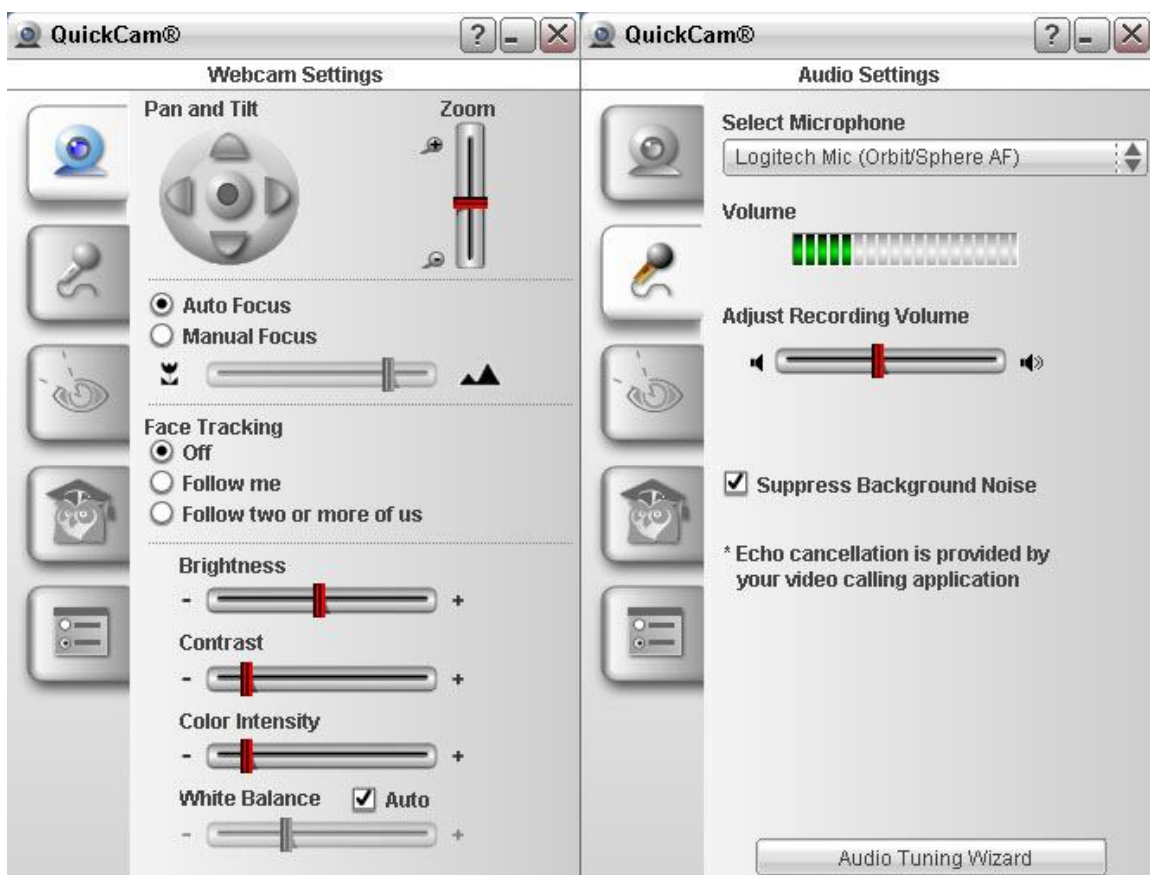 QuickCam®
Webcam Settings
Pan and Tilt
Zoom
Auto Focus
Manual Focus
Face Tracking
Off
Follow me
Follow two or more of us
Brightness
- +
Contrast
- +
Color Intensity
- +
White Balance Auto
- +
QuickCam®
Audio Settings
Select Microphone
Logitech Mic (Orbit/Sphere AF)
Volume
Adjust Recording Volume
Suppress Background Noise
* Echo cancellation is provided by
your video calling application
Audio Tuning Wizard